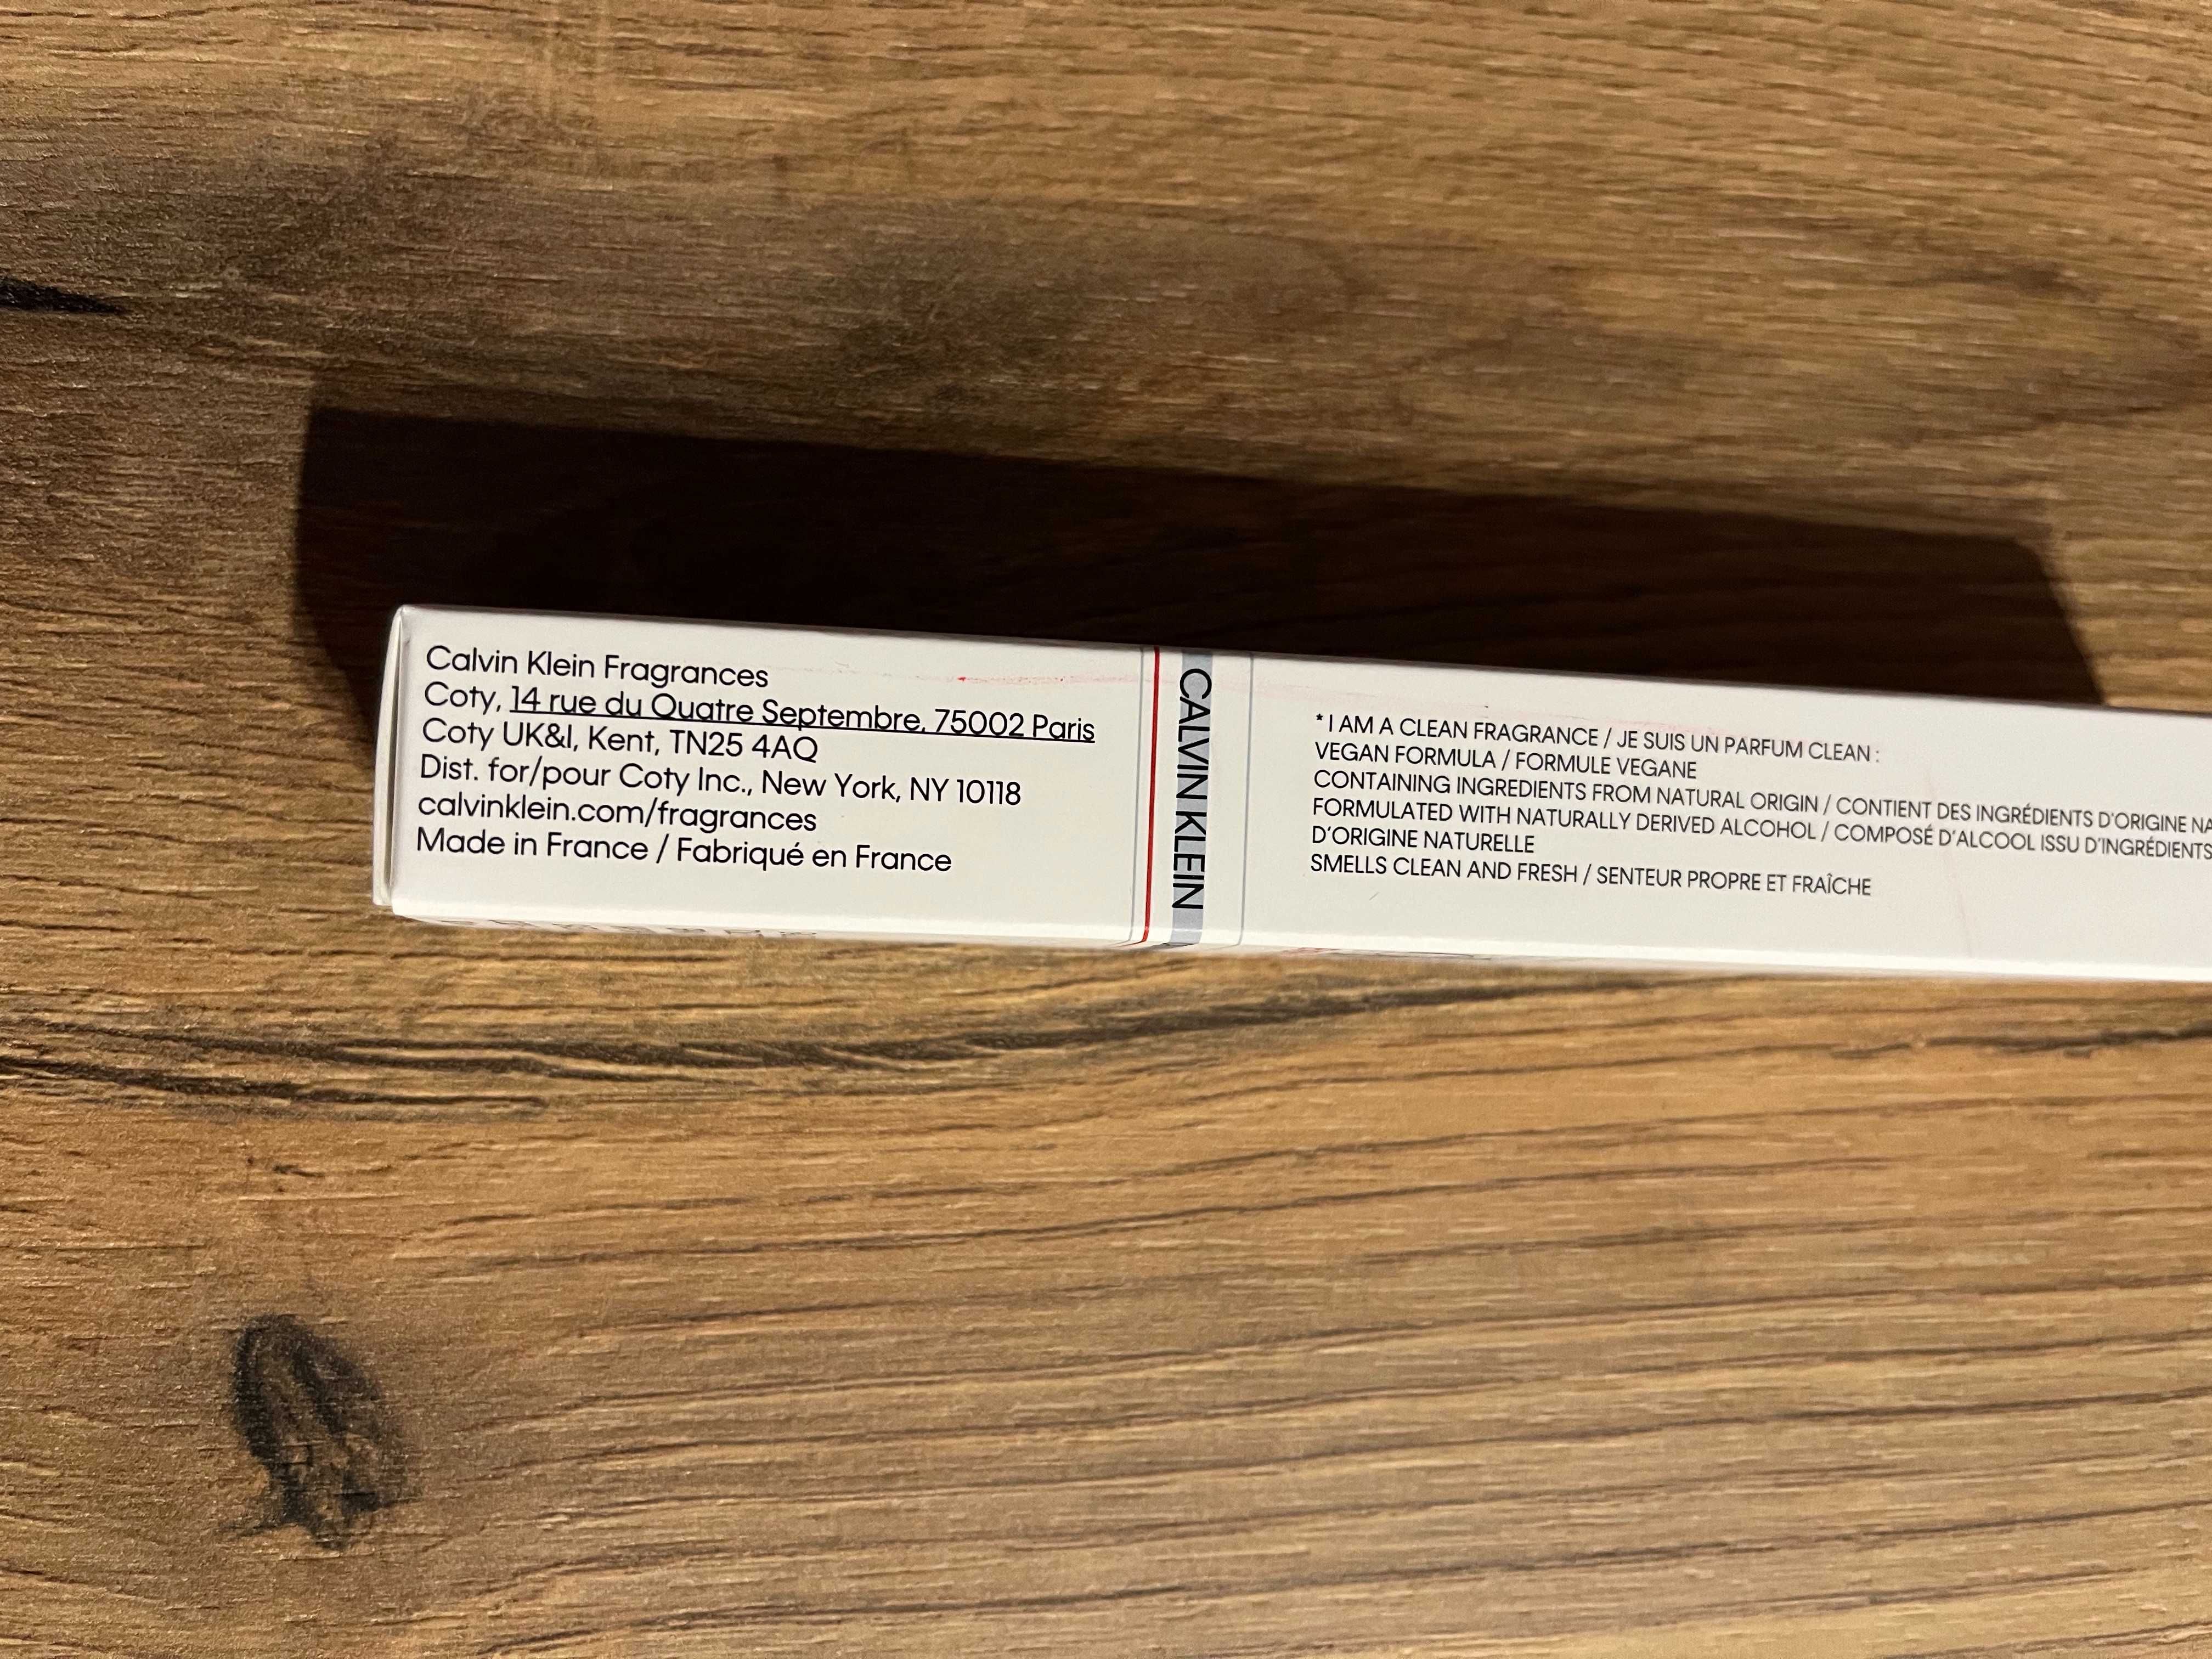 Calvin Klein Fragrances
Coty, 14 rue du Quatre Septembre, 75002 Paris
Coty UK&I, Kent, TN25 4AQ
Dist. for/pour Coty Inc., New York, NY 10118
calvinklein.com/fragrances
Made in France / Fabriqué en France
CALVIN KLEIN
*I AM A CLEAN FRAGRANCE / JE SUIS UN PARFUM CLEAN :
VEGAN FORMULA / FORMULE VEGANE
CONTAINING INGREDIENTS FROM NATURAL ORIGIN / CONTIENT DES INGRÉDIENTS D'ORIGINE NA
FORMULATED WITH NATURALLY DERIVED ALCOHOL / COMPOSÉ D'ALCOOL ISSU D'INGRÉDIENTS
D'ORIGINE NATURELLE
SMELLS CLEAN AND FRESH / SENTEUR PROPRE ET FRAÎCHE